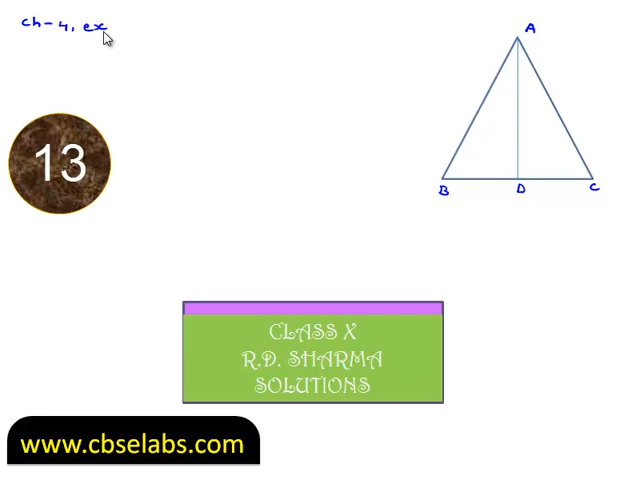 ch-4, ex
A
13
B
D
C
CLASS X
R.D. SHARMA
SOLUTIONS
www.cbselabs.com